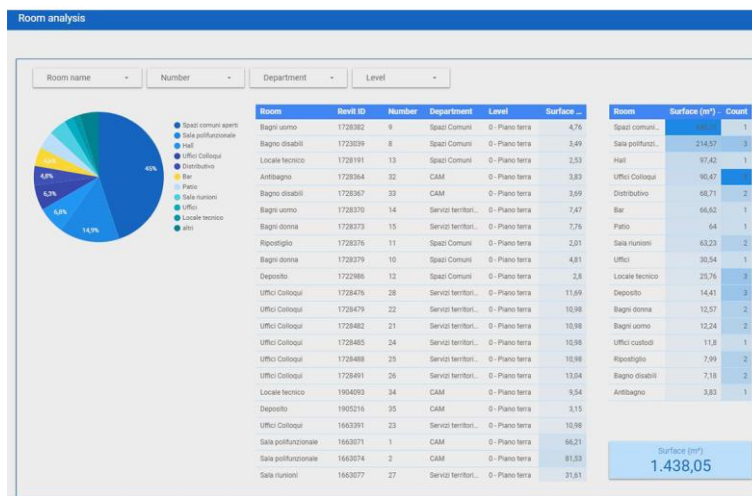 Room analysis
Room name
Number
Department
Level
Spazi comuni aperti
Sala polifunzionale
Hall
Uffici Colloqui
Distributivo
Bar
Patio
Sala riunioni
Uffici
Locale tecnico
altri
45%
14,9%
6,8%
6,3%
4,8%
Room Revit ID Number Department Level Surface ...
Bagni uomo 1728382 9 Spazi Comuni 0 - Piano terra 4,76
Bagno disabili 1723039 8 Spazi Comuni 0 - Piano terra 3,49
Locale tecnico 1728191 13 Spazi Comuni 0 - Piano terra 2,53
Antibagno 1728364 32 CAM 0 - Piano terra 3,83
Bagno disabili 1728367 33 CAM 0 - Piano terra 3,69
Bagni uomo 1728370 14 Servizi territori... 0 - Piano terra 7,47
Bagni donna 1728373 15 Servizi territori... 0 - Piano terra 7,76
Ripostiglio 1728376 11 Spazi Comuni 0 - Piano terra 2,01
Bagni donna 1728379 10 Spazi Comuni 0 - Piano terra 4,81
Deposito 1722986 12 Spazi Comuni 0 - Piano terra 2,8
Uffici Colloqui 1728476 28 Servizi territori... 0 - Piano terra 11,69
Uffici Colloqui 1728479 22 Servizi territori... 0 - Piano terra 10,98
Uffici Colloqui 1728482 21 Servizi territori... 0 - Piano terra 10,98
Uffici Colloqui 1728485 24 Servizi territori... 0 - Piano terra 10,98
Uffici Colloqui 1728488 25 Servizi territori... 0 - Piano terra 10,98
Uffici Colloqui 1728491 26 Servizi territori... 0 - Piano terra 13,04
Locale tecnico 1904093 34 CAM 0 - Piano terra 9,54
Deposito 1905216 35 CAM 0 - Piano terra 3,15
Uffici Colloqui 1663391 23 Servizi territori... 0 - Piano terra 10,98
Sala polifunzionale 1663071 1 CAM 0 - Piano terra 66,21
Sala polifunzionale 1663074 2 CAM 0 - Piano terra 81,53
Sala riunioni 1663077 27 Servizi territori... 0 - Piano terra 31,61
Room Surface (m²) Count
Spazi comuni... 1
Sala polifunzi... 214,57 3
Hall 97,42 1
Uffici Colloqui 90,47
Distributivo 68,71 2
Bar 66,62 1
Patio 64 1
Sala riunioni 63,23 2
Uffici 30,54 1
Locale tecnico 25,76 3
Deposito 14,41 3
Bagni donna 12,57 2
Bagni uomo 12,24 2
Uffici custodi 11,8 1
Ripostiglio 7,99 2
Bagno disabili 7,18 2
Antibagno 3,83 1
Surface (m²)
1.438,05